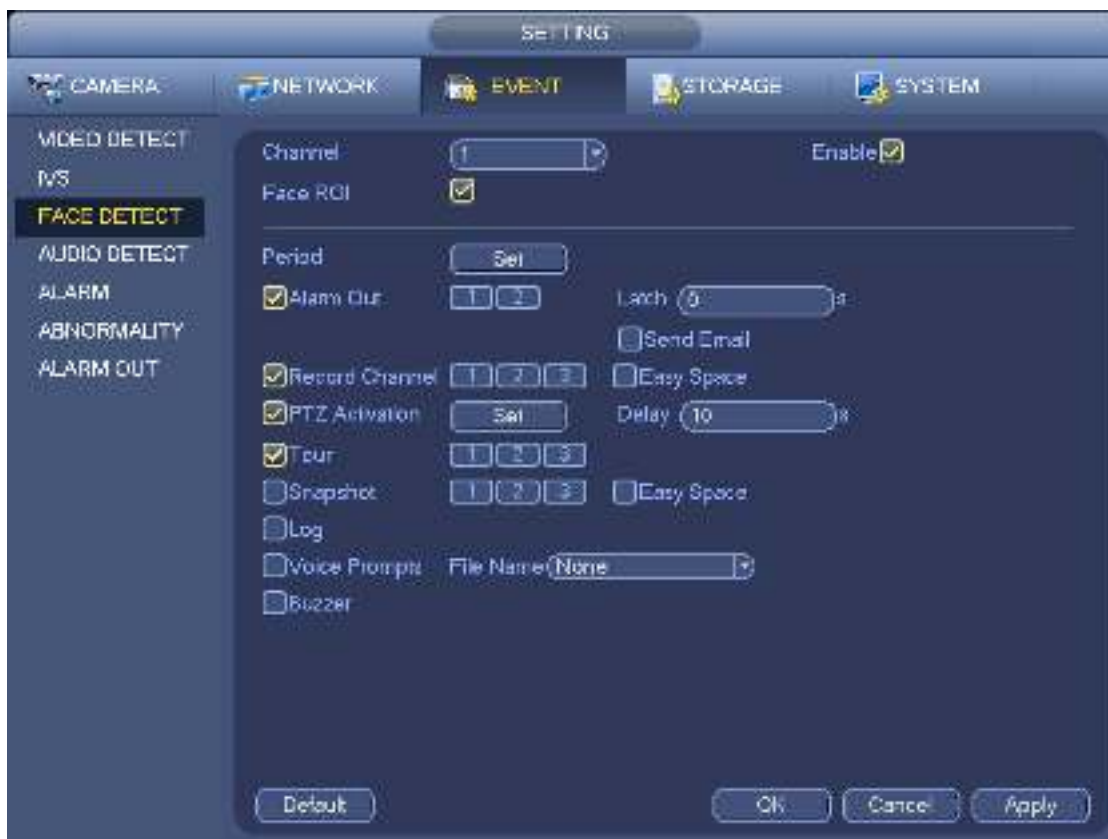 SETTING
CAMERA NETWORK EVENT STORAGE SYSTEM
VIDEO DETECT
IVS
FACE DETECT
AUDIO DETECT
ALARM
ABNORMALITY
ALARM OUT
Channel 1 Enable
Face ROI
Period Set
Alarm Out 1 2 Latch 0 s
Send Email
Record Channel 1 2 3 Easy Space
PTZ Activation Set Delay 10 s
Tour 1 2 3
Snapshot 1 2 3 Easy Space
Log
Voice Prompts File Name None
Buzzer
Default OK Cancel Apply